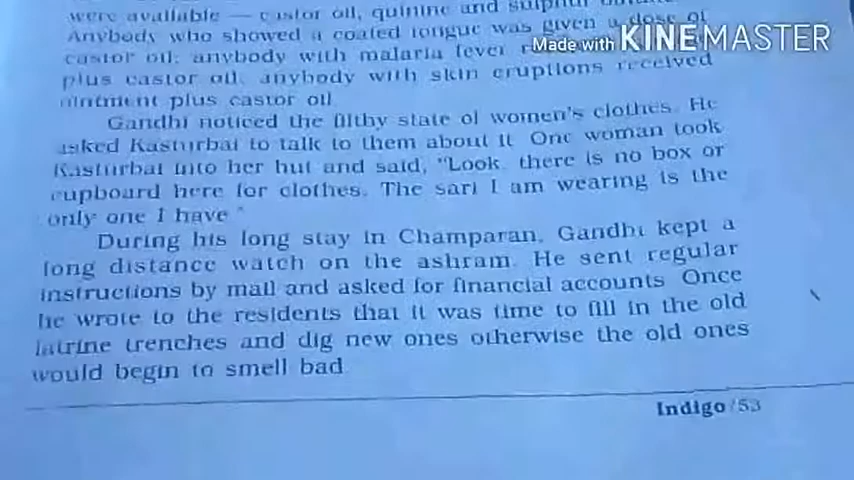 were available — castor oil, quinine and sulphur
Anybody who showed a coated tongue was given a dose of
castor oil; anybody with malaria fever
Made with KINEMASTER
plus castor oil; anybody with skin eruptions received
ointment plus castor oil
Gandhi noticed the filthy state of women's clothes. He
asked Kasturbai to talk to them about it. One woman took
Kasturbai into her hut and said, "Look, there is no box or
cupboard here for clothes. The sari I am wearing is the
only one I have"
During his long stay in Champaran, Gandhi kept a
long distance watch on the ashram. He sent regular
instructions by mail and asked for financial accounts. Once
he wrote to the residents that it was time to fill in the old
latrine trenches and dig new ones otherwise the old ones
would begin to smell bad.
Indigo/53